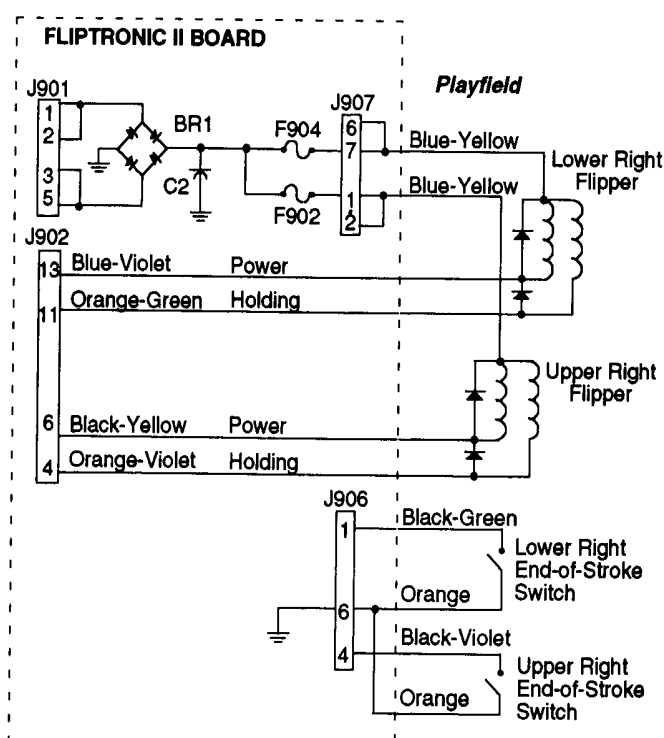 FLIPTRONIC II BOARD
Playfield
J901
1
2
3
5
BR1
C2
F904
F902
J907
6
7
1
2
Blue-Yellow
Blue-Yellow
Lower Right
Flipper
J902
13
Blue-Violet Power
11
Orange-Green Holding
Upper Right
Flipper
6
Black-Yellow Power
4
Orange-Violet Holding
J906
1
Black-Green
Lower Right
End-of-Stroke
Switch
Orange
6
Black-Violet
4
Upper Right
End-of-Stroke
Switch
Orange